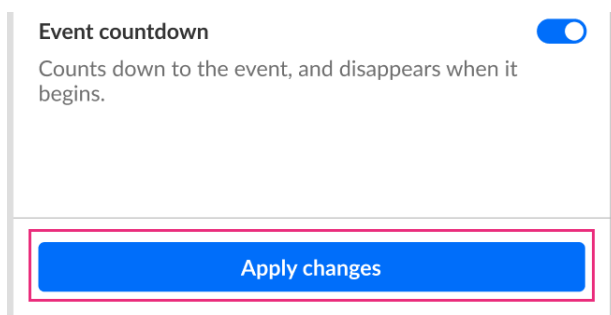 Event countdown
Counts down to the event, and disappears when it
begins.
Apply changes